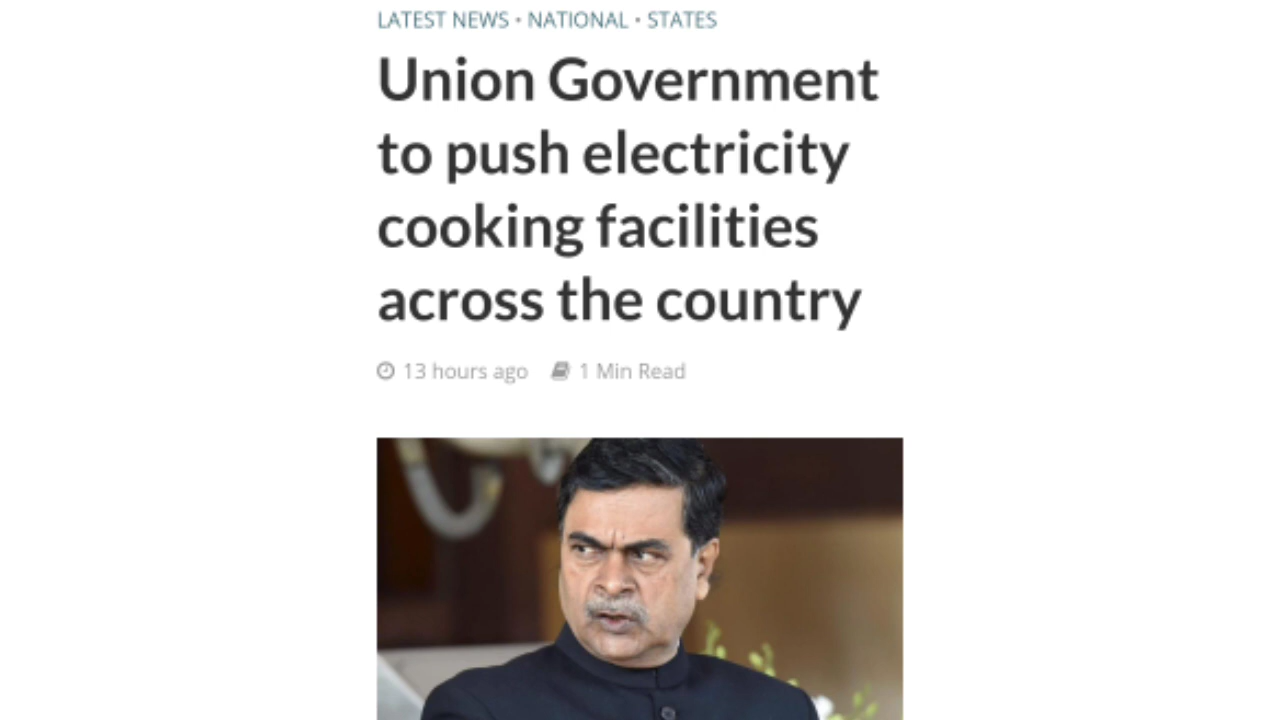 LATEST NEWS • NATIONAL • STATES
Union Government
to push electricity
cooking facilities
across the country
13 hours ago 1 Min Read